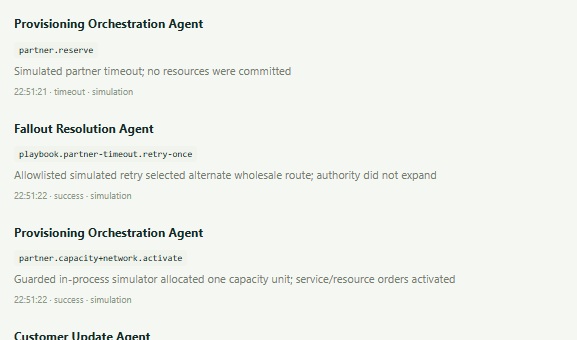 Provisioning Orchestration Agent
partner.reserve
Simulated partner timeout; no resources were committed
22:51:21 · timeout · simulation
Fallout Resolution Agent
playbook.partner-timeout.retry-once
Allowlisted simulated retry selected alternate wholesale route; authority did not expand
22:51:22 · success · simulation
Provisioning Orchestration Agent
partner.capacity+network.activate
Guarded in-process simulator allocated one capacity unit; service/resource orders activated
22:51:22 · success · simulation
Customer Update Agent